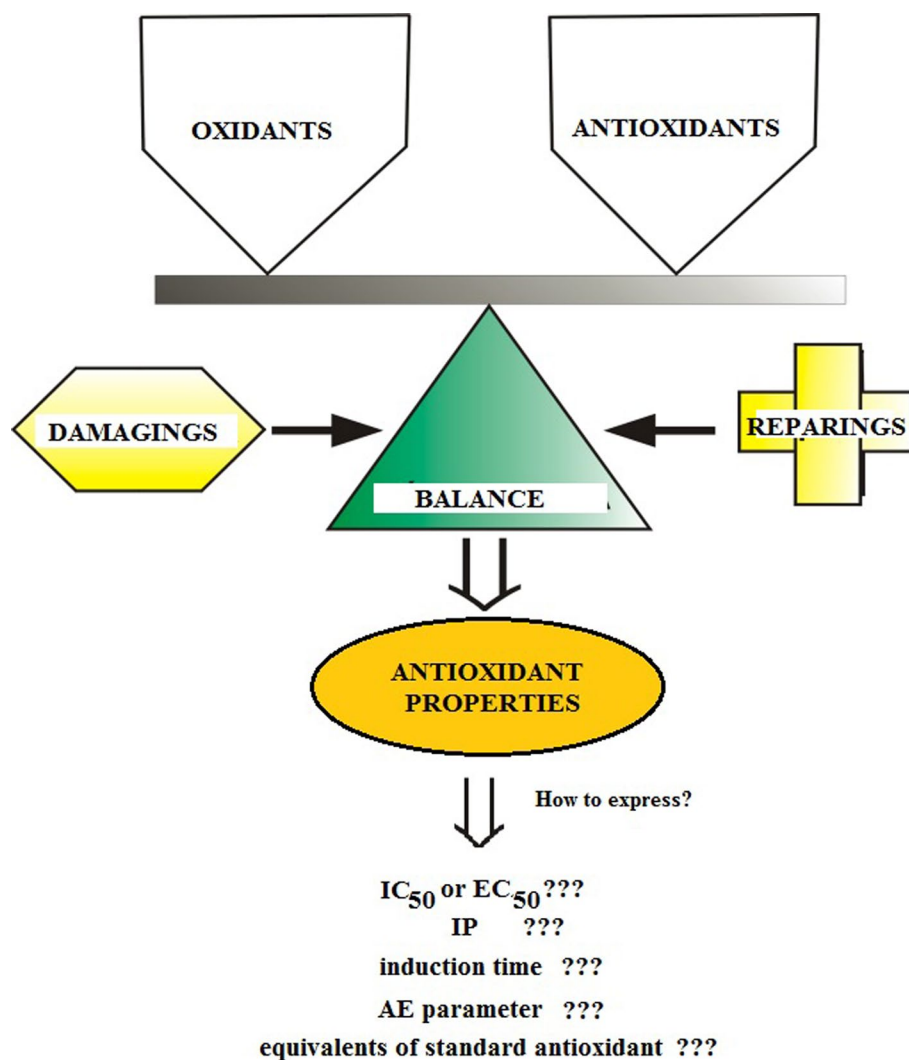 OXIDANTS
ANTIOXIDANTS
DAMAGINGS
REPARINGS
BALANCE
ANTIOXIDANT
PROPERTIES
How to express?
IC50 or EC50???
IP ???
induction time ???
AE parameter ???
equivalents of standard antioxidant ???